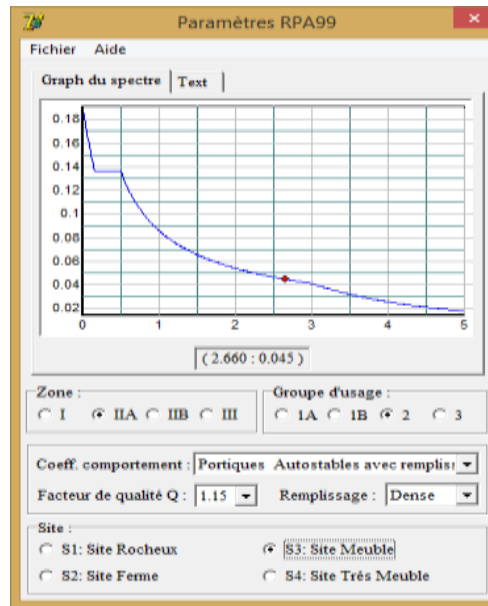 Paramètres RPA99
Fichier Aide
Graph du spectre Text
0.18
0.16
0.14
0.12
0.1
0.08
0.06
0.04
0.02
0 1 2 3 4 5
( 2.660 : 0.045 )
Zone :
I IIA IIB III
Groupe d'usage :
1A 1B 2 3
Coeff. comportement : Portiques Autostables avec remplis
Facteur de qualité Q : 1.15 Remplissage : Dense
Site :
S1: Site Rocheux S3: Site Meuble
S2: Site Ferme S4: Site Trés Meuble